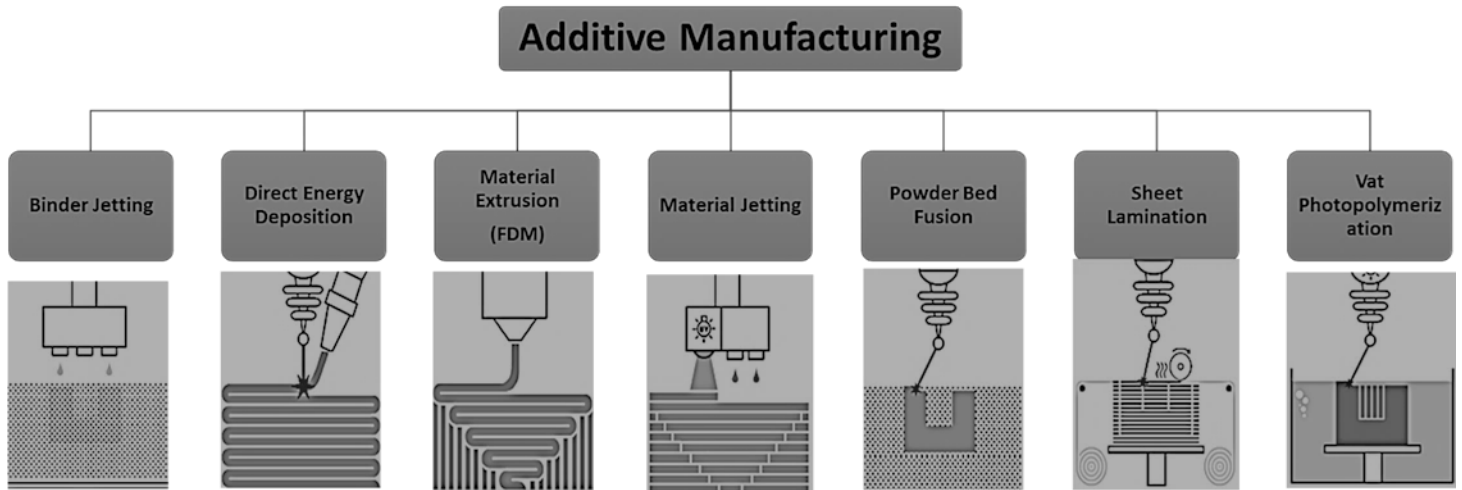 Additive Manufacturing
Binder Jetting
Direct Energy
Deposition
Material
Extrusion
(FDM)
Material Jetting
Powder Bed
Fusion
Sheet
Lamination
Vat
Photopolymeriz
ation